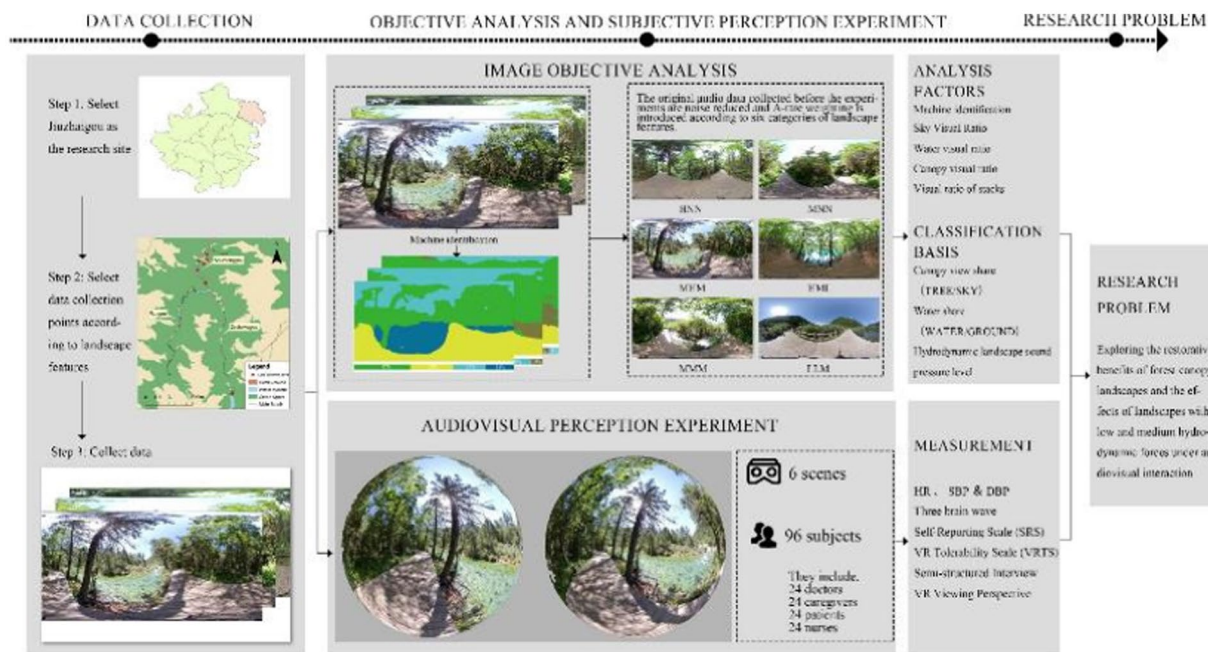 DATA COLLECTION
OBJECTIVE ANALYSIS AND SUBJECTIVE PERCEPTION EXPERIMENT
RESEARCH PROBLEM
Step 1. Select
Jiuzhaigou as
the research site
Step 2: Select
data collection
points accord-
ing to landscape
features
Legend
Step 3: Collect data
IMAGE OBJECTIVE ANALYSIS
Machine identification
The original audio data collected before the experi-
ments are noise reduced and A-rate weighting is
introduced according to six categories of landscape
features.
HNN
MNN
MEM
HMI
MMM
LLM
ANALYSIS
FACTORS
Machine identification
Sky Visual Ratio
Water visual ratio
Canopy visual ratio
Visual ratio of stacks
CLASSIFICATION
BASIS
Canopy view share
(TREE/SKY)
Water share
(WATER/GROUND)
Hydrodynamic landscape sound
pressure level
AUDIOVISUAL PERCEPTION EXPERIMENT
6 scenes
96 subjects
They include.
24 doctors
24 caregivers
24 patients
24 nurses
MEASUREMENT
HR、 SBP & DBP
Three brain wave
Self-Reporting Scale (SRS)
VR Tolerability Scale (VRTS)
Semi-structured Interview
VR Viewing Perspective
RESEARCH
PROBLEM
Exploring the restorativ
benefits of forest canopy
landscapes and the ef-
fects of landscapes with
low and medium hydro-
dynamic forces under au
diovisual interaction